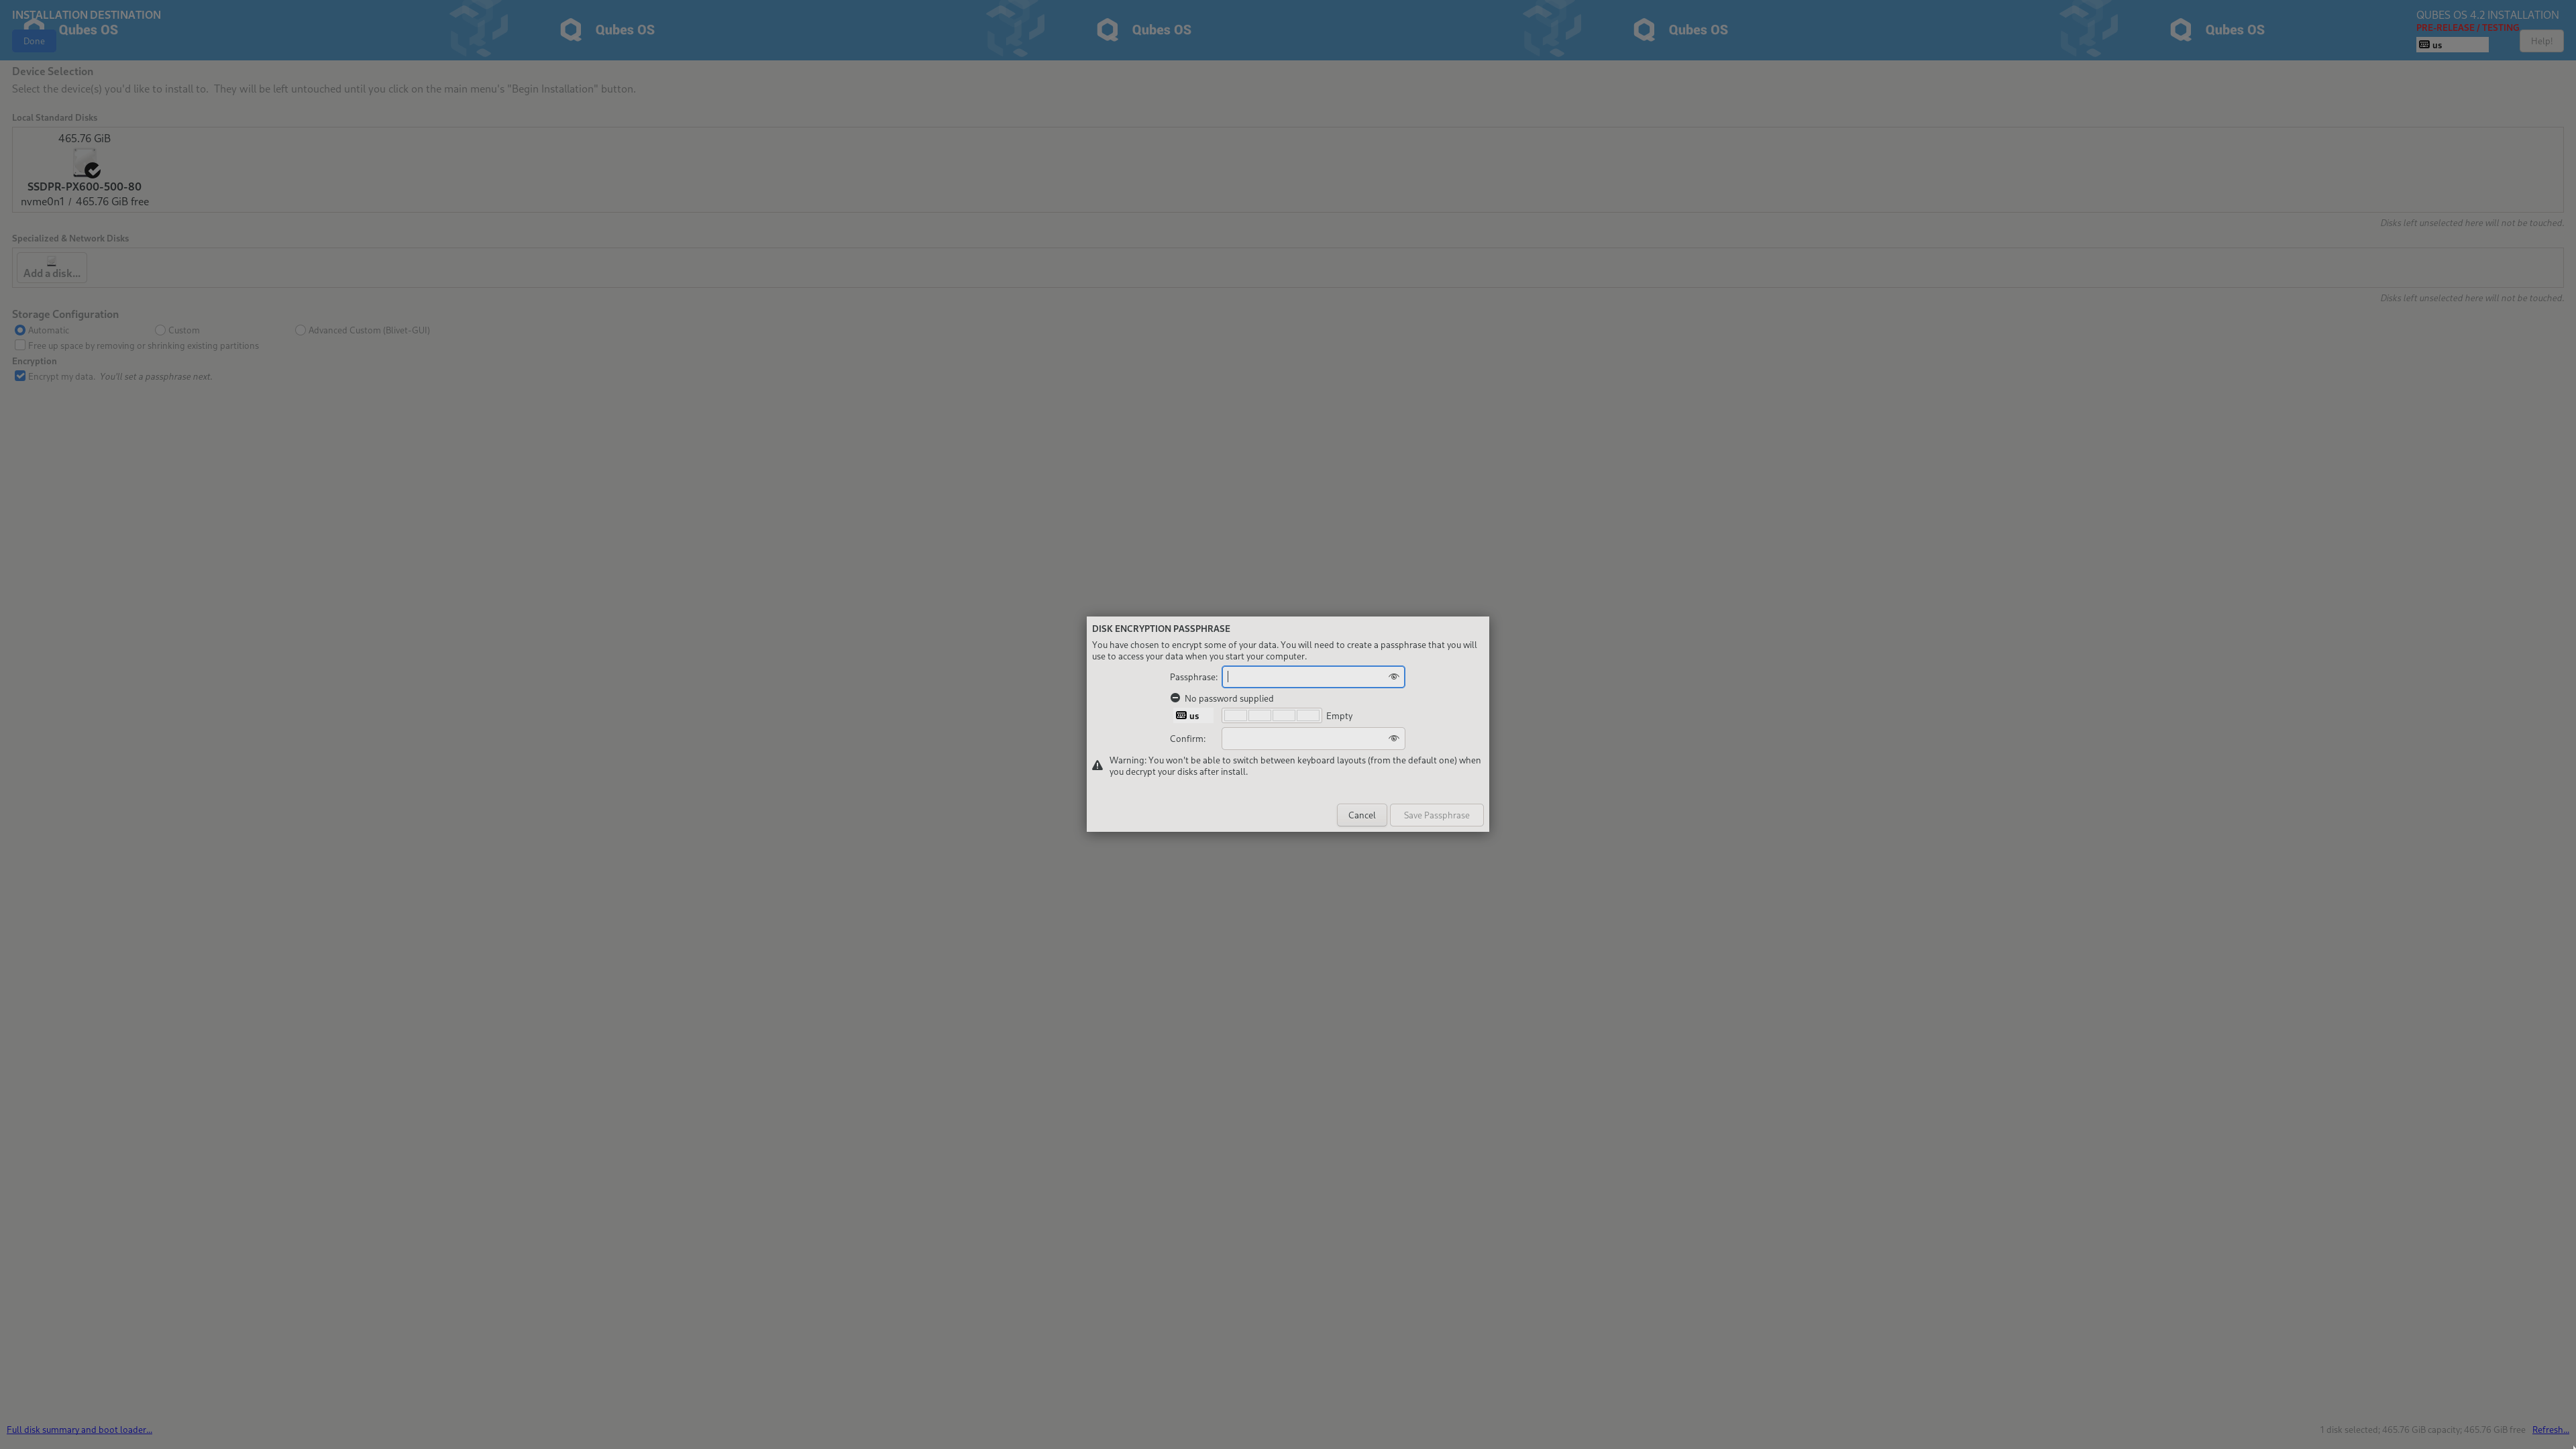 INSTALLATION DESTINATION
Qubes OS
Qubes OS
Qubes OS
Qubes OS
Qubes OS
Done
QUBES OS 4.2 INSTALLATION
PRE-RELEASE / TESTING
us
Help!
Device Selection
Select the device(s) you'd like to install to. They will be left untouched until you click on the main menu's "Begin Installation" button.
Local Standard Disks
465.76 GiB
SSDPR-PX600-500-80
nvme0n1 / 465.76 GiB free
Disks left unselected here will not be touched.
Specialized & Network Disks
Add a disk...
Disks left unselected here will not be touched.
Storage Configuration
Automatic
Custom
Advanced Custom (Blivet-GUI)
Free up space by removing or shrinking existing partitions
Encryption
Encrypt my data. You'll set a passphrase next.
DISK ENCRYPTION PASSPHRASE
You have chosen to encrypt some of your data. You will need to create a passphrase that you will
use to access your data when you start your computer.
Passphrase:
No password supplied
us
Empty
Confirm:
Warning: You won't be able to switch between keyboard layouts (from the default one) when
you decrypt your disks after install.
Cancel
Save Passphrase
Full disk summary and boot loader...
1 disk selected; 465.76 GiB capacity; 465.76 GiB free
Refresh...